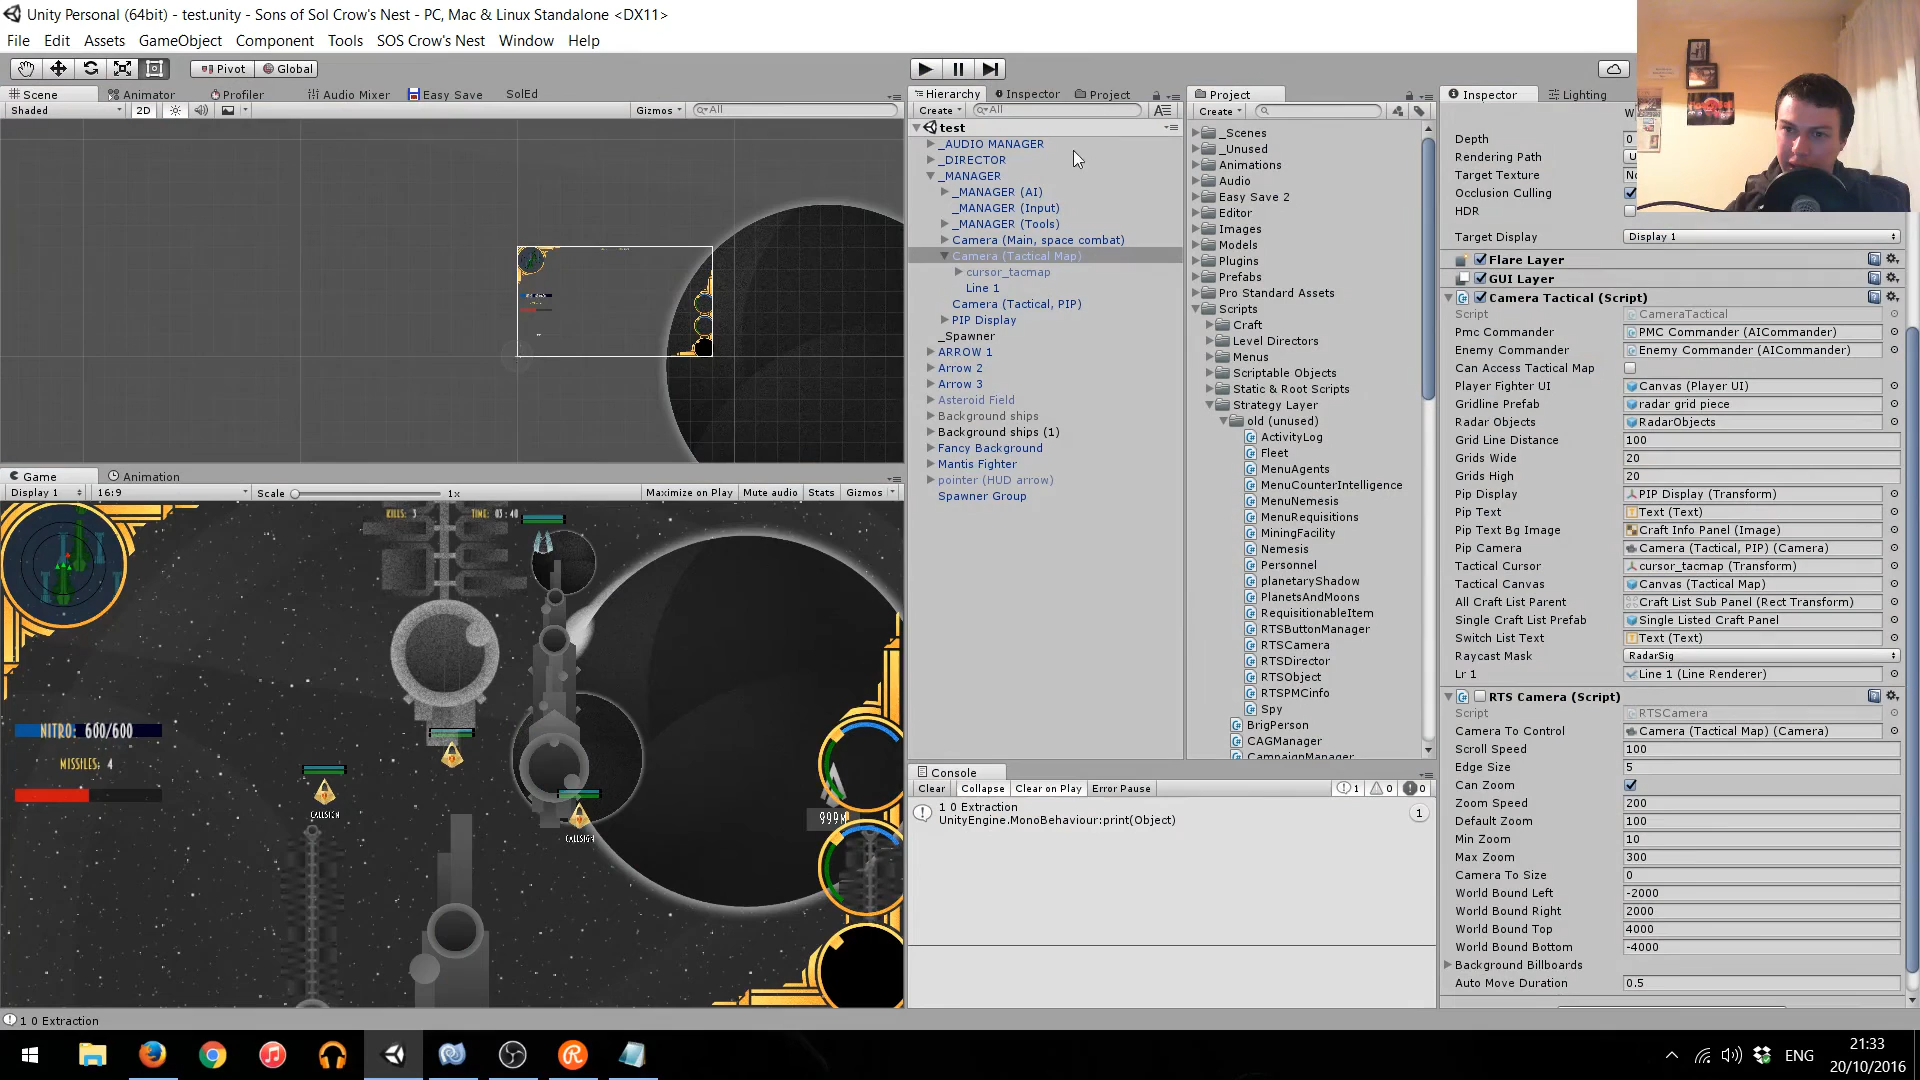 Unity Personal (64bit) - test.unity - Sons of Sol Crow's Nest - PC, Mac & Linux Standalone <DX11>
File Edit Assets GameObject Component Tools SOS Crow's Nest Window Help
Pivot Global
Scene Animator Profiler Audio Mixer Easy Save SolEd
Shaded 2D Gizmos All
Game Animation
Display 1 16:9 Scale 1x Maximize on Play Mute audio Stats Gizmos
KILLS: 3 TIME: 03:40
NITRO: 600/600
MISSILES: 4
CALLSIGN
CALLSIGN
999M
Hierarchy Inspector Project
Create All
test
_AUDIO MANAGER
_DIRECTOR
_MANAGER
_MANAGER (AI)
_MANAGER (Input)
_MANAGER (Tools)
Camera (Main, space combat)
Camera (Tactical Map)
cursor_tacmap
Line 1
Camera (Tactical, PIP)
PIP Display
_Spawner
ARROW 1
Arrow 2
Arrow 3
Asteroid Field
Background ships
Background ships (1)
Fancy Background
Mantis Fighter
pointer (HUD arrow)
Spawner Group
Project
Create
_Scenes
_Unused
Animations
Audio
Easy Save 2
Editor
Images
Models
Plugins
Prefabs
Pro Standard Assets
Scripts
Craft
Level Directors
Menus
Scriptable Objects
Static & Root Scripts
Strategy Layer
old (unused)
ActivityLog
Fleet
MenuAgents
MenuCounterIntelligence
MenuNemesis
MenuRequisitions
MiningFacility
Nemesis
Personnel
planetaryShadow
PlanetsAndMoons
RequisitionableItem
RTSButtonManager
RTSCamera
RTSDirector
RTSObject
RTSPMCinfo
Spy
BrigPerson
CAGManager
CampaignManager
Console
Clear Collapse Clear on Play Error Pause 1 0 0
1 0 Extraction
UnityEngine.MonoBehaviour:print(Object)
1
Inspector Lighting
Depth 0
Rendering Path
Target Texture
Occlusion Culling
HDR
Target Display Display 1
Flare Layer
GUI Layer
Camera Tactical (Script)
Script CameraTactical
Pmc Commander PMC Commander (AICommander)
Enemy Commander Enemy Commander (AICommander)
Can Access Tactical Map
Player Fighter UI Canvas (Player UI)
Gridline Prefab radar grid piece
Radar Objects RadarObjects
Grid Line Distance 100
Grids Wide 20
Grids High 20
Pip Display PIP Display (Transform)
Pip Text Text (Text)
Pip Text Bg Image Craft Info Panel (Image)
Pip Camera Camera (Tactical, PIP) (Camera)
Tactical Cursor cursor_tacmap (Transform)
Tactical Canvas Canvas (Tactical Map)
All Craft List Parent Craft List Sub Panel (Rect Transform)
Single Craft List Prefab Single Listed Craft Panel
Switch List Text Text (Text)
Raycast Mask RadarSig
Lr 1 Line 1 (Line Renderer)
RTS Camera (Script)
Script RTSCamera
Camera To Control Camera (Tactical Map) (Camera)
Scroll Speed 100
Edge Size 5
Can Zoom
Zoom Speed 200
Default Zoom 100
Min Zoom 10
Max Zoom 300
Camera To Size 0
World Bound Left -2000
World Bound Right 2000
World Bound Top 4000
World Bound Bottom -4000
Background Billboards
Auto Move Duration 0.5
1 0 Extraction
ENG
21:33
20/10/2016